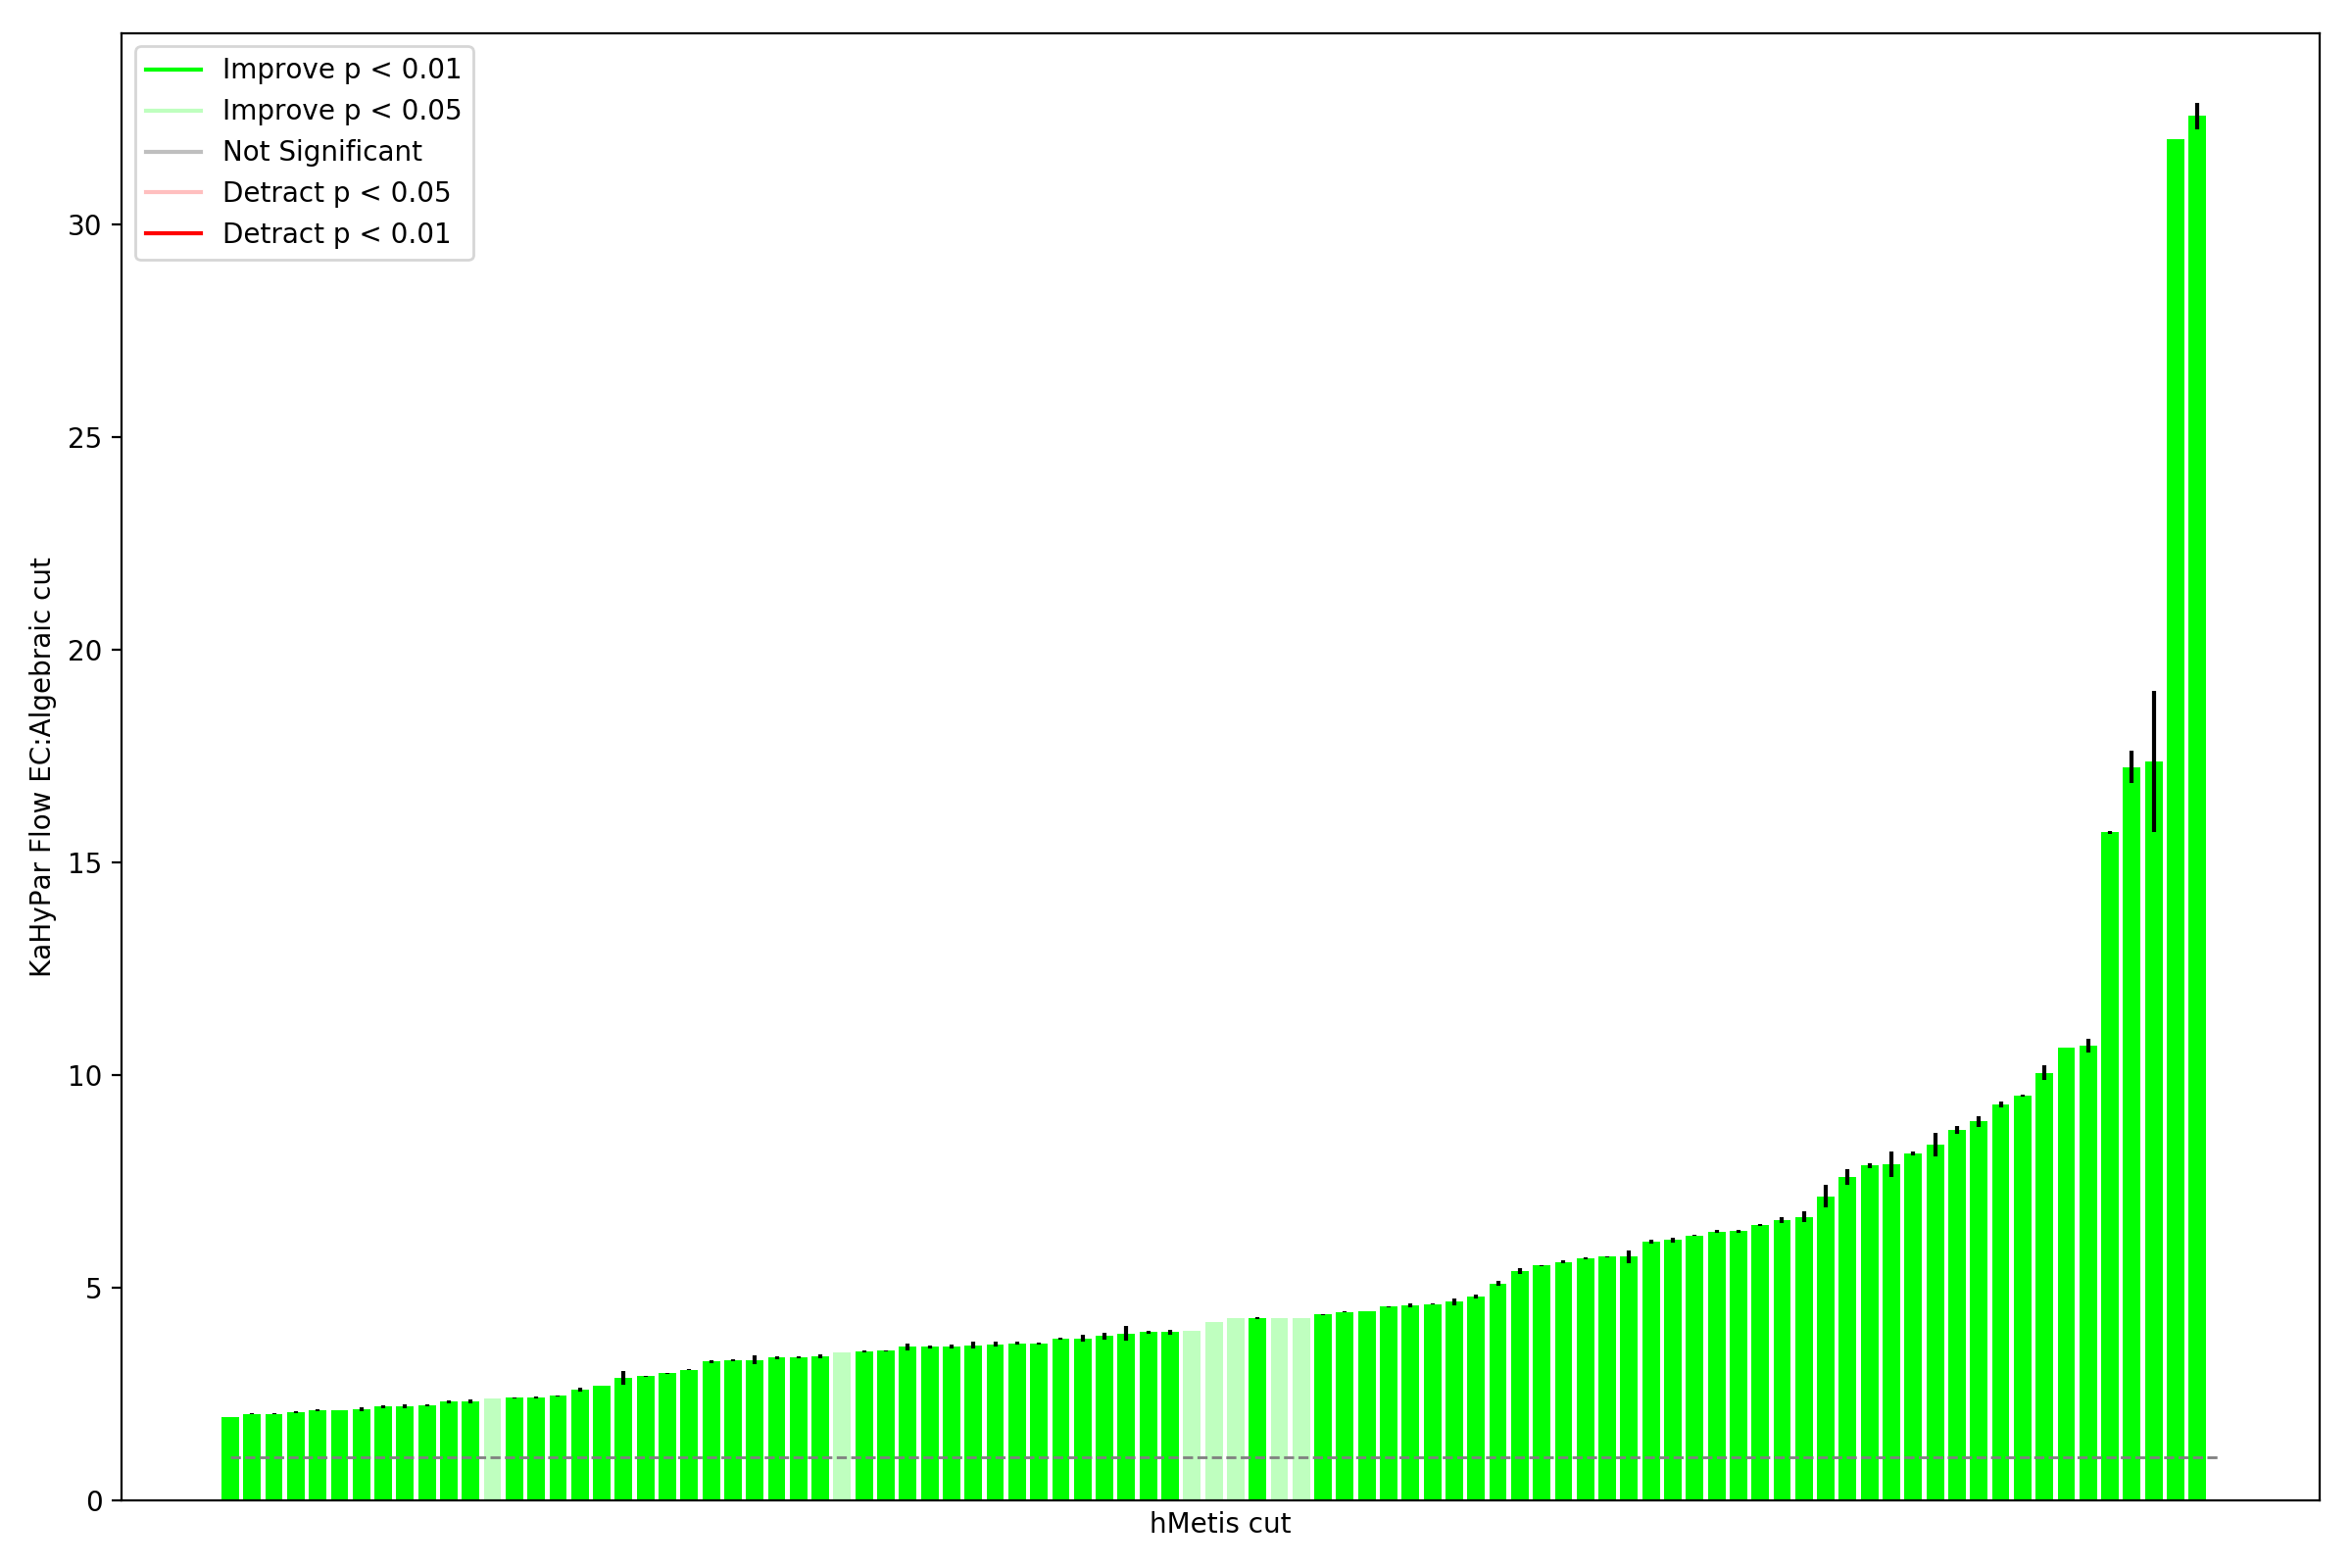 Improve p < 0.01
Improve p < 0.05
Not Significant
Detract p < 0.05
Detract p < 0.01
30
25
20
15
10
5
0
KaHyPar Flow EC:Algebraic cut
hMetis cut